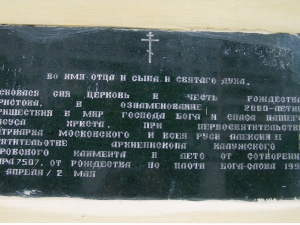 ВО ИМЯ ОТЦА И СЫНА И СВЯТАГО ДУХА.
ОСНОВАСЯ СИЯ ЦЕРКОВЬ В ЧЕСТЬ РОЖДЕСТВА
ХРИСТОВА, В ОЗНАМЕНОВАНИЕ 2000-ЛЕТИЯ
ПРИШЕСТВИЯ В МИР ГОСПОДА БОГА И СПАСА НАШЕГО
ИИСУСА ХРИСТА, ПРИ ПЕРВОСВЯТИТЕЛЬСТВЕ
ПАТРИАРХА МОСКОВСКОГО И ВСЕЯ РУСИ АЛЕКСИЯ II
СВЯТИТЕЛЬСТВЕ АРХИЕПИСКОПА КАЛУЖСКОГО
БОРОВСКОГО КЛИМЕНТА В ЛЕТО ОТ СОТВОРЕНИЯ
МИРА 7507, ОТ РОЖДЕСТВА ПО ПЛОТИ БОГА-СЛОВА 199
АПРЕЛЯ/2 МАЯ